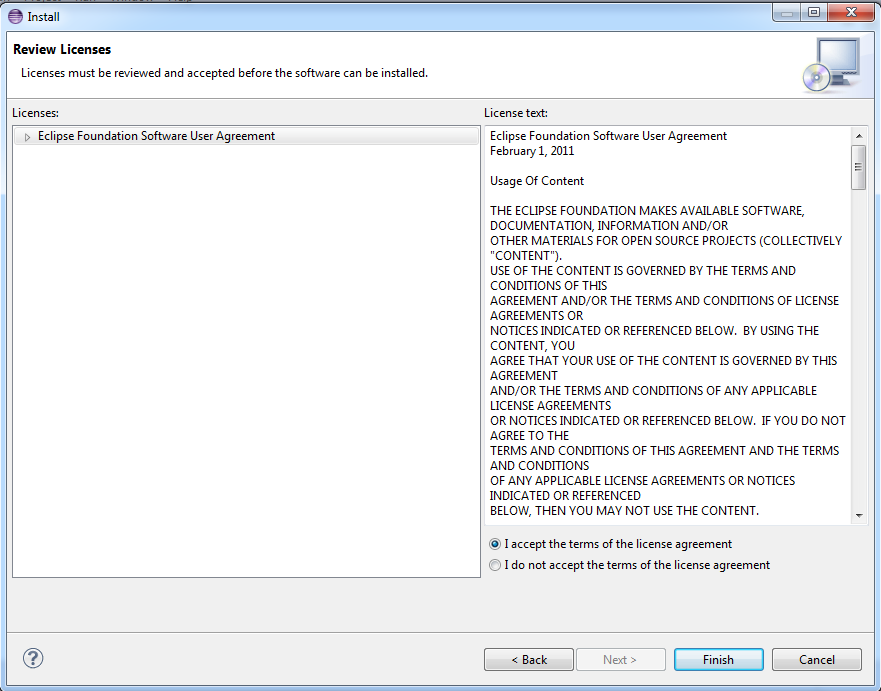 Install
Review Licenses
Licenses must be reviewed and accepted before the software can be installed.
Licenses:
Eclipse Foundation Software User Agreement
License text:
Eclipse Foundation Software User Agreement
February 1, 2011
Usage Of Content
THE ECLIPSE FOUNDATION MAKES AVAILABLE SOFTWARE,
DOCUMENTATION, INFORMATION AND/OR
OTHER MATERIALS FOR OPEN SOURCE PROJECTS (COLLECTIVELY
"CONTENT").
USE OF THE CONTENT IS GOVERNED BY THE TERMS AND
CONDITIONS OF THIS
AGREEMENT AND/OR THE TERMS AND CONDITIONS OF LICENSE
AGREEMENTS OR
NOTICES INDICATED OR REFERENCED BELOW.  BY USING THE
CONTENT, YOU
AGREE THAT YOUR USE OF THE CONTENT IS GOVERNED BY THIS
AGREEMENT
AND/OR THE TERMS AND CONDITIONS OF ANY APPLICABLE
LICENSE AGREEMENTS
OR NOTICES INDICATED OR REFERENCED BELOW.  IF YOU DO NOT
AGREE TO THE
TERMS AND CONDITIONS OF THIS AGREEMENT AND THE TERMS
AND CONDITIONS
OF ANY APPLICABLE LICENSE AGREEMENTS OR NOTICES
INDICATED OR REFERENCED
BELOW, THEN YOU MAY NOT USE THE CONTENT.
I accept the terms of the license agreement
I do not accept the terms of the license agreement
?
< Back
Next >
Finish
Cancel